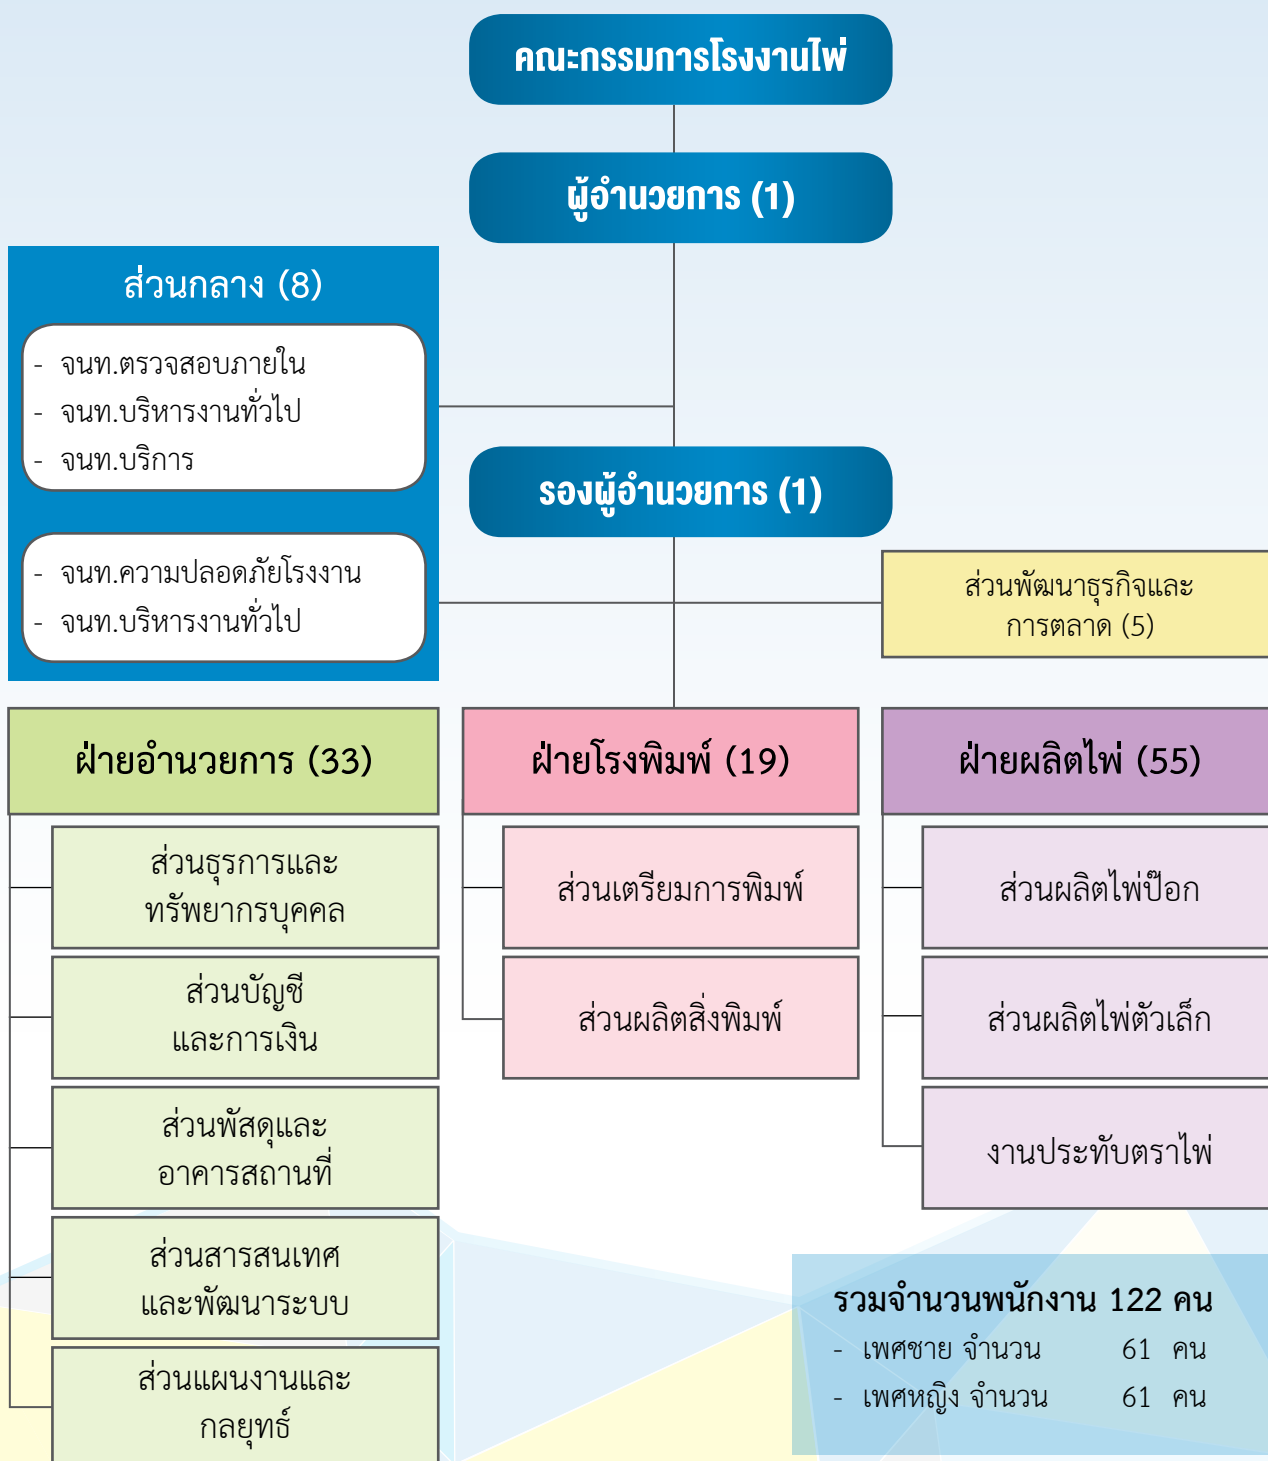 คณะกรรมการโรงงานไพ่
ผู้อำนวยการ (1)
ส่วนกลาง (8)
- จนท.ตรวจสอบภายใน
- จนท.บริหารงานทั่วไป
- จนท.บริการ
รองผู้อำนวยการ (1)
- จนท.ความปลอดภัยโรงงาน
- จนท.บริหารงานทั่วไป
ส่วนพัฒนาธุรกิจและ
การตลาด (5)
ฝ่ายอำนวยการ (33)
ส่วนธุรการและ
ทรัพยากรบุคคล
ส่วนบัญชี
และการเงิน
ส่วนพัสดุและ
อาคารสถานที่
ส่วนสารสนเทศ
และพัฒนาระบบ
ส่วนแผนงานและ
กลยุทธ์
ฝ่ายโรงพิมพ์ (19)
ส่วนเตรียมการพิมพ์
ส่วนผลิตสิ่งพิมพ์
ฝ่ายผลิตไพ่ (55)
ส่วนผลิตไพ่ป๊อก
ส่วนผลิตไพ่ตัวเล็ก
งานประทับตราไพ่
รวมจำนวนพนักงาน 122 คน
- เพศชาย จำนวน 61 คน
- เพศหญิง จำนวน 61 คน